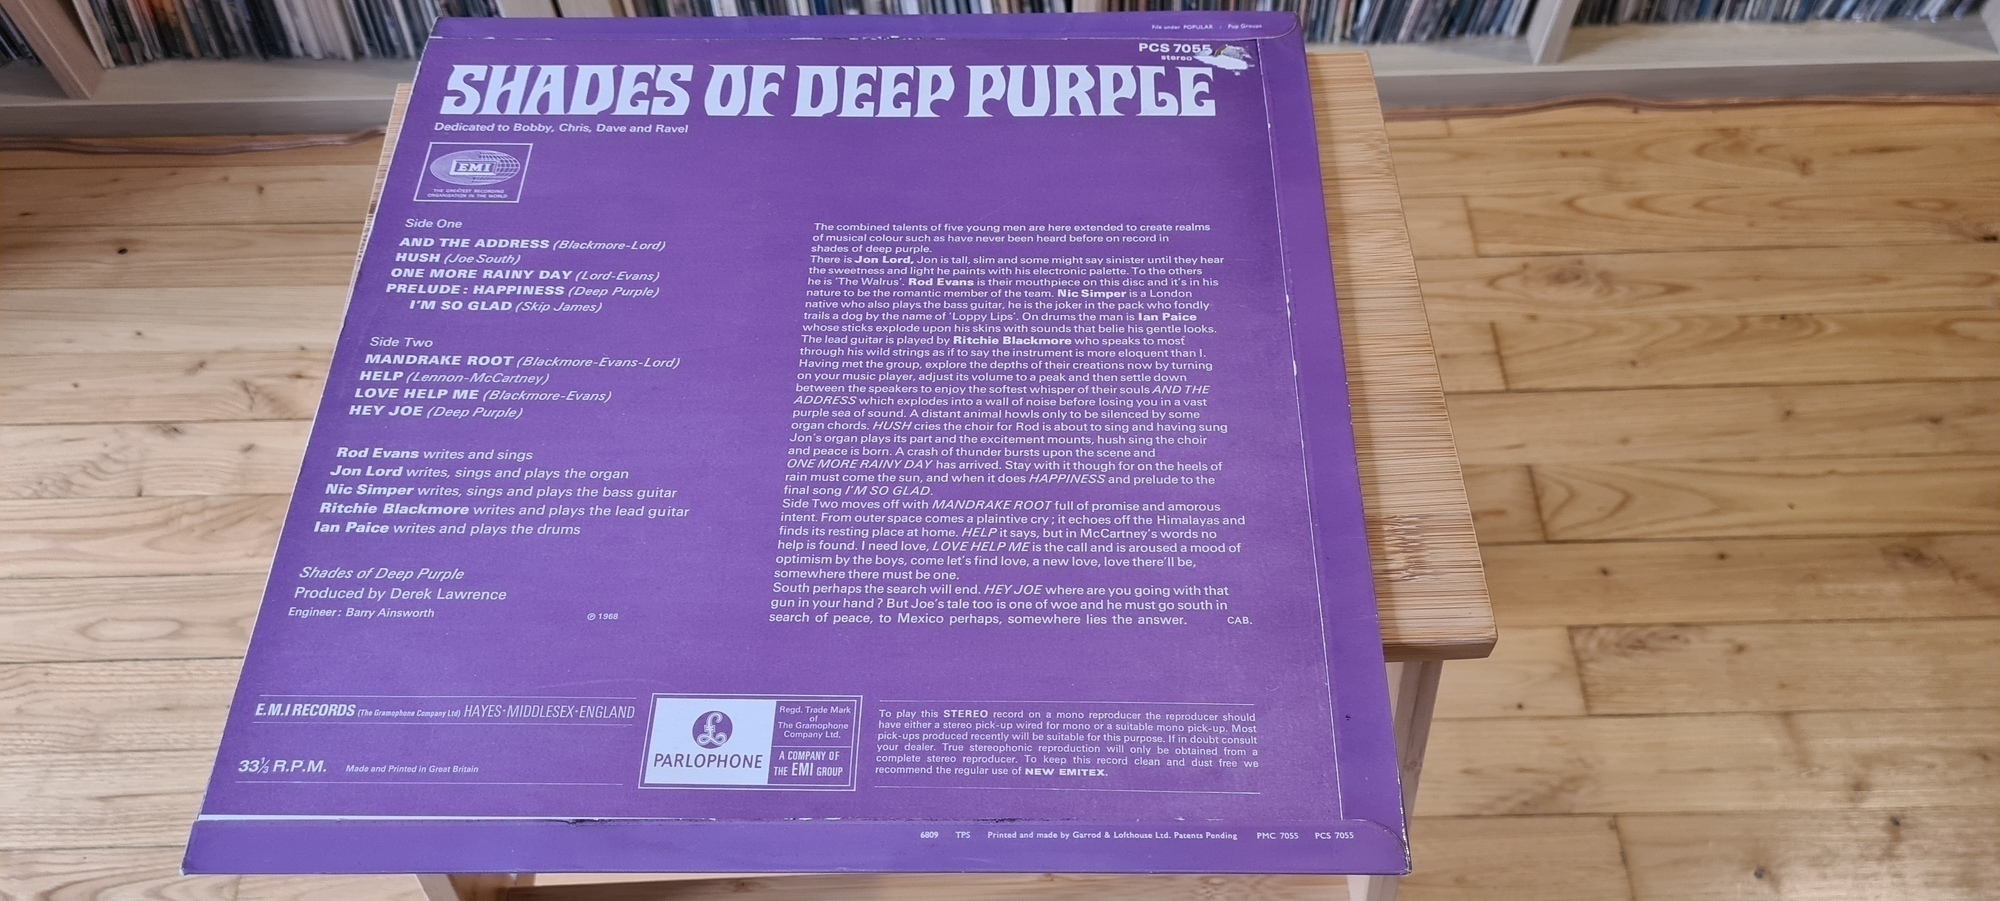 File under POPULAR : Pop Groups
PCS 7055
stereo
SHADES OF DEEP PURPLE
Dedicated to Bobby, Chris, Dave and Ravel
EMI
THE GREATEST RECORDING
ORGANISATION IN THE WORLD
Side One
AND THE ADDRESS (Blackmore-Lord)
HUSH (Joe South)
ONE MORE RAINY DAY (Lord-Evans)
PRELUDE: HAPPINESS (Deep Purple)
I'M SO GLAD (Skip James)
Side Two
MANDRAKE ROOT (Blackmore-Evans-Lord)
HELP (Lennon-McCartney)
LOVE HELP ME (Blackmore-Evans)
HEY JOE (Deep Purple)
Rod Evans writes and sings
Jon Lord writes, sings and plays the organ
Nic Simper writes, sings and plays the bass guitar
Ritchie Blackmore writes and plays the lead guitar
Ian Paice writes and plays the drums
Shades of Deep Purple
Produced by Derek Lawrence
Engineer: Barry Ainsworth
℗ 1968
The combined talents of five young men are here extended to create realms
of musical colour such as have never been heard before on record in
shades of deep purple.
There is Jon Lord, Jon is tall, slim and some might say sinister until they hear
the sweetness and light he paints with his electronic palette. To the others
he is 'The Walrus'. Rod Evans is their mouthpiece on this disc and it's in his
nature to be the romantic member of the team. Nic Simper is a London
native who also plays the bass guitar, he is the joker in the pack who fondly
trails a dog by the name of 'Loppy Lips'. On drums the man is Ian Paice
whose sticks explode upon his skins with sounds that belie his gentle looks.
The lead guitar is played by Ritchie Blackmore who speaks to most
through his wild strings as if to say the instrument is more eloquent than I.
Having met the group, explore the depths of their creations now by turning
on your music player, adjust its volume to a peak and then settle down
between the speakers to enjoy the softest whisper of their souls AND THE
ADDRESS which explodes into a wall of noise before losing you in a vast
purple sea of sound. A distant animal howls only to be silenced by some
organ chords. HUSH cries the choir for Rod is about to sing and having sung
Jon's organ plays its part and the excitement mounts, hush sing the choir
and peace is born. A crash of thunder bursts upon the scene and
ONE MORE RAINY DAY has arrived. Stay with it though for on the heels of
rain must come the sun, and when it does HAPPINESS and prelude to the
final song I'M SO GLAD.
Side Two moves off with MANDRAKE ROOT full of promise and amorous
intent. From outer space comes a plaintive cry; it echoes off the Himalayas and
finds its resting place at home. HELP it says, but in McCartney's words no
help is found. I need love, LOVE HELP ME is the call and is aroused a mood of
optimism by the boys, come let's find love, a new love, love there'll be,
somewhere there must be one.
South perhaps the search will end. HEY JOE where are you going with that
gun in your hand? But Joe's tale too is one of woe and he must go south in
search of peace, to Mexico perhaps, somewhere lies the answer. CAB.
E.M.I RECORDS (The Gramophone Company Ltd) HAYES·MIDDLESEX·ENGLAND
33⅓ R.P.M. Made and Printed in Great Britain
£
PARLOPHONE
Regd. Trade Mark
of
The Gramophone
Company Ltd.
A COMPANY OF
THE EMI GROUP
To play this STEREO record on a mono reproducer the reproducer should
have either a stereo pick-up wired for mono or a suitable mono pick-up. Most
pick-ups produced recently will be suitable for this purpose. If in doubt consult
your dealer. True stereophonic reproduction will only be obtained from a
complete stereo reproducer. To keep this record clean and dust free we
recommend the regular use of NEW EMITEX.
6809 TPS Printed and made by Garrod & Lofthouse Ltd. Patents Pending PMC 7055 PCS 7055